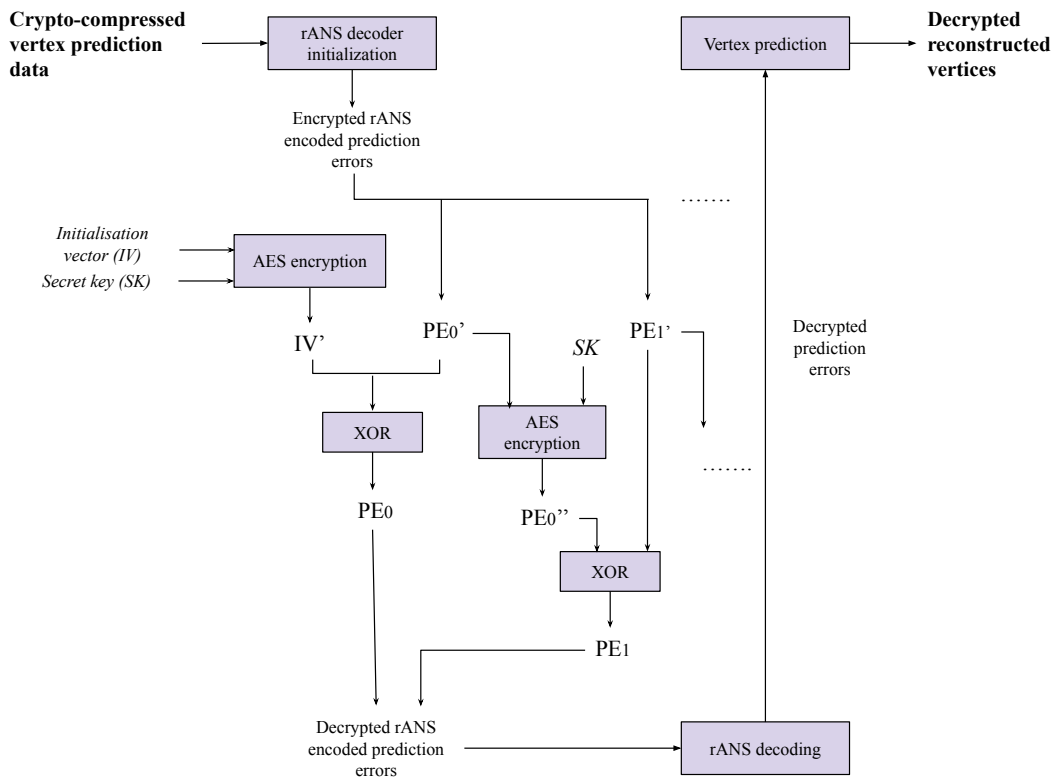 Crypto-compressed
vertex prediction
data
rANS decoder
initialization
Vertex prediction
Decrypted
reconstructed
vertices
Encrypted rANS
encoded prediction
errors
.......
Initialisation
vector (IV)
Secret key (SK)
AES encryption
IV’
PE0’
SK
PE1’
Decrypted
prediction
errors
XOR
AES
encryption
.......
PE0
PE0’’
XOR
PE1
Decrypted rANS
encoded prediction
errors
rANS decoding